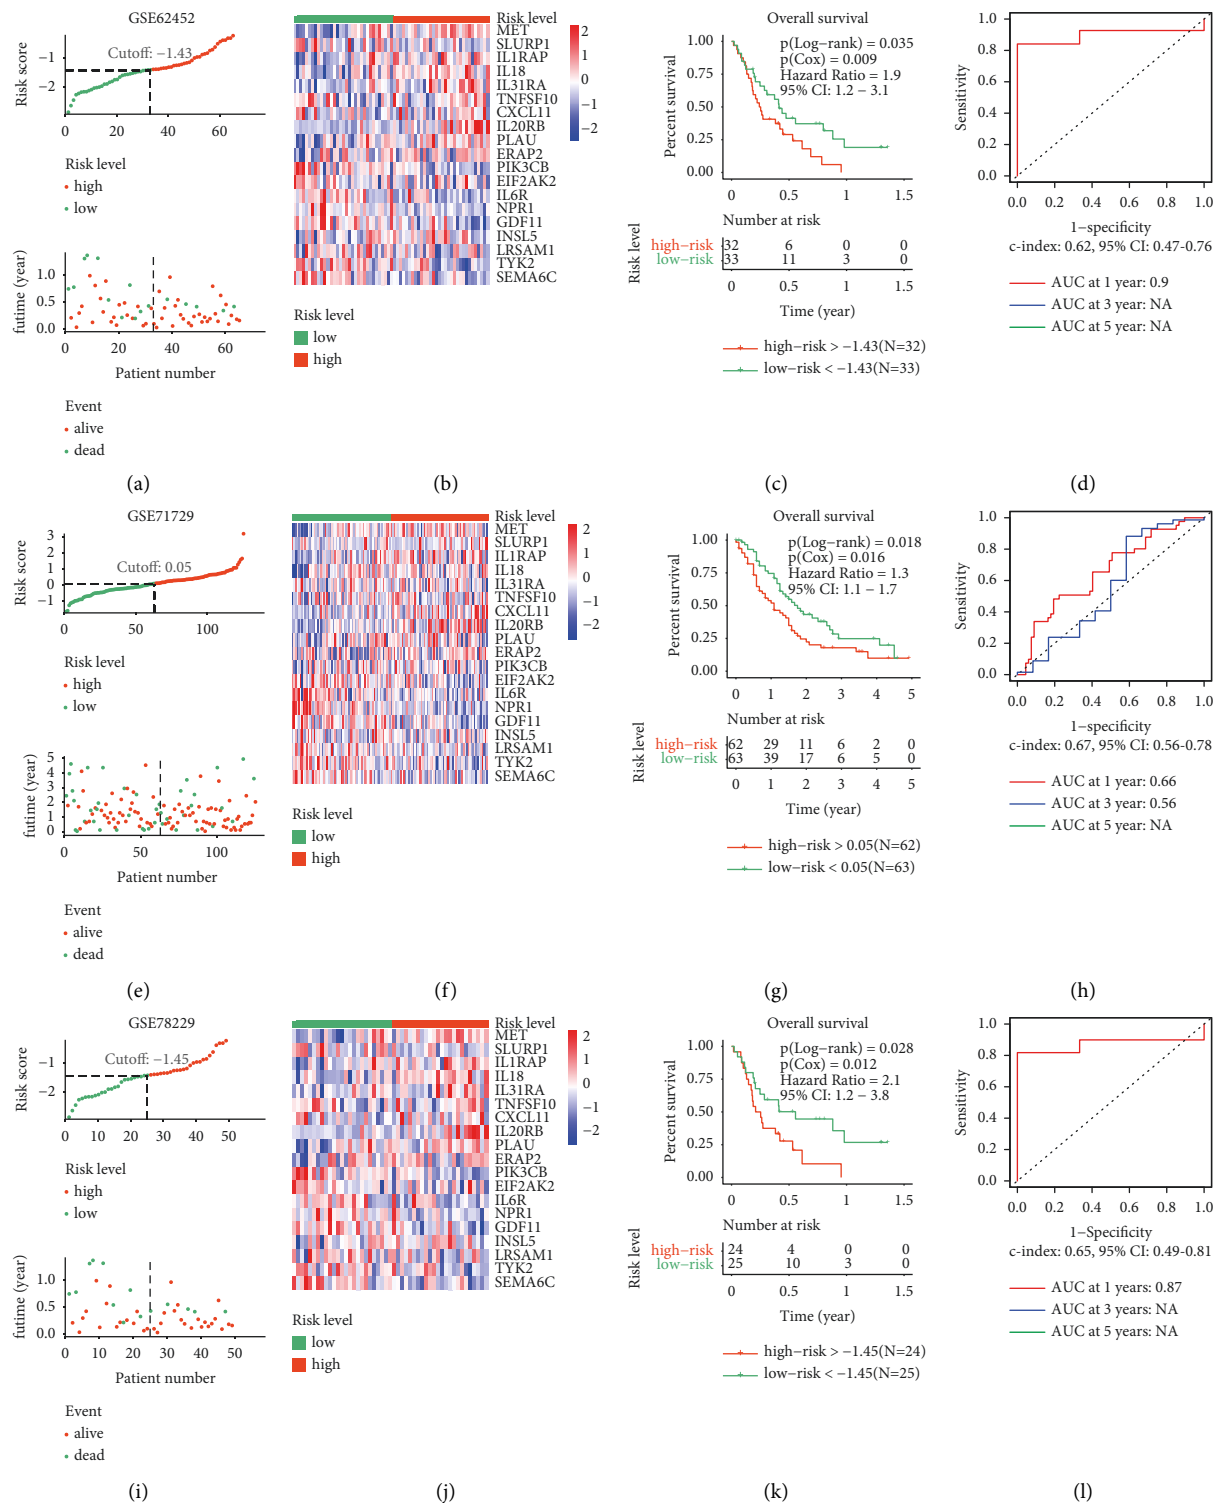 GSE62452
Risk score
−1
−2
Cutoff: −1.43
0 20 40 60
Risk level
high
low
futime (year)
1.0
0.5
0.0
0 20 40 60
Patient number
Event
alive
dead
(a)
Risk level
MET
SLURP1
IL1RAP
IL18
IL31RA
TNFSF10
CXCL11
IL20RB
PLAU
ERAP2
PIK3CB
EIF2AK2
IL6R
NPR1
GDF11
INSL5
LRSAM1
TYK2
SEMA6C
2
1
0
−1
−2
Risk level
low
high
(b)
Overall survival
p(Log−rank) = 0.035
p(Cox) = 0.009
Hazard Ratio = 1.9
95% CI: 1.2 − 3.1
Percent survival
1.00
0.75
0.50
0.25
0.00
0 0.5 1 1.5
Number at risk
Risk level
high−risk 32 6 0 0
low−risk 33 11 3 0
0 0.5 1 1.5
Time (year)
high−risk > −1.43(N=32)
low−risk < −1.43(N=33)
(c)
Sensitivity
1.0
0.8
0.6
0.4
0.2
0.0
0.0 0.2 0.4 0.6 0.8 1.0
1−specificity
c-index: 0.62, 95% CI: 0.47-0.76
AUC at 1 year: 0.9
AUC at 3 year: NA
AUC at 5 year: NA
(d)
GSE71729
Risk score
3
2
1
0
−1
Cutoff: 0.05
0 50 100
Risk level
high
low
futime (year)
5
4
3
2
1
0
0 50 100
Patient number
Event
alive
dead
(e)
Risk level
MET
SLURP1
IL1RAP
IL18
IL31RA
TNFSF10
CXCL11
IL20RB
PLAU
ERAP2
PIK3CB
EIF2AK2
IL6R
NPR1
GDF11
INSL5
LRSAM1
TYK2
SEMA6C
2
1
0
−1
−2
Risk level
low
high
(f)
Overall survival
p(Log−rank) = 0.018
p(Cox) = 0.016
Hazard Ratio = 1.3
95% CI: 1.1 − 1.7
Percent survival
1.00
0.75
0.50
0.25
0.00
0 1 2 3 4 5
Number at risk
Risk level
high−risk 62 29 11 6 2 0
low−risk 63 39 17 6 5 0
0 1 2 3 4 5
Time (year)
high−risk > 0.05(N=62)
low−risk < 0.05(N=63)
(g)
Sensitivity
1.0
0.8
0.6
0.4
0.2
0.0
0.0 0.2 0.4 0.6 0.8 1.0
1−specificity
c-index: 0.67, 95% CI: 0.56-0.78
AUC at 1 year: 0.66
AUC at 3 year: 0.56
AUC at 5 year: NA
(h)
GSE78229
Risk score
−1
−2
Cutoff: −1.45
0 10 20 30 40 50
Risk level
high
low
futime (year)
1.0
0.5
0.0
0 10 20 30 40 50
Patient number
Event
alive
dead
(i)
Risk level
MET
SLURP1
IL1RAP
IL18
IL31RA
TNFSF10
CXCL11
IL20RB
PLAU
ERAP2
PIK3CB
EIF2AK2
IL6R
NPR1
GDF11
INSL5
LRSAM1
TYK2
SEMA6C
2
1
0
−1
−2
Risk level
low
high
(j)
Overall survival
p(Log−rank) = 0.028
p(Cox) = 0.012
Hazard Ratio = 2.1
95% CI: 1.2 − 3.8
Percent survival
1.00
0.75
0.50
0.25
0.00
0 0.5 1 1.5
Number at risk
Risk level
high−risk 24 4 0 0
low−risk 25 10 3 0
0 0.5 1 1.5
Time (year)
high−risk > −1.45(N=24)
low−risk < −1.45(N=25)
(k)
Sensitivity
1.0
0.8
0.6
0.4
0.2
0.0
0.0 0.2 0.4 0.6 0.8 1.0
1−Specificity
c-index: 0.65, 95% CI: 0.49-0.81
AUC at 1 years: 0.87
AUC at 3 years: NA
AUC at 5 years: NA
(l)